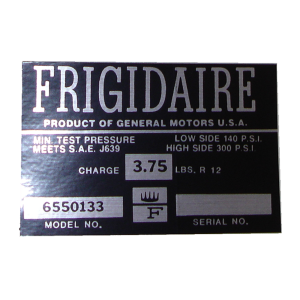 FRIGIDAIRE
PRODUCT OF GENERAL MOTORS U.S.A.
MIN. TEST PRESSURE LOW SIDE 140 P.S.I.
MEETS S.A.E. J639 HIGH SIDE 300 P.S.I.
CHARGE 3.75 LBS. R 12
6550133
F
MODEL NO. SERIAL NO.